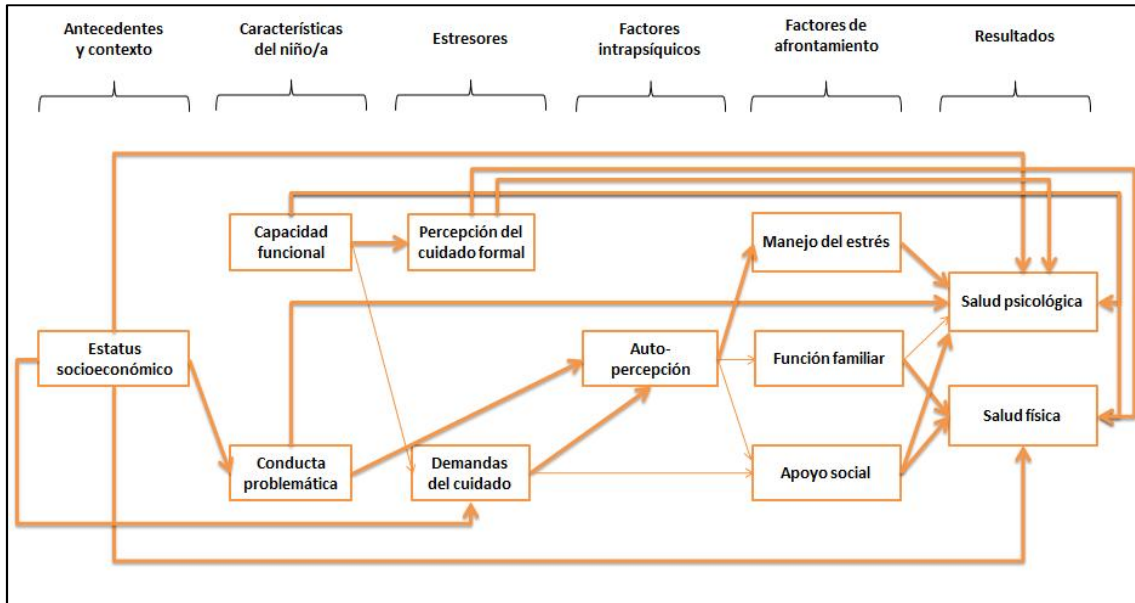 Antecedentes
y contexto
Características
del niño/a
Estresores
Factores
intrapsíquicos
Factores de
afrontamiento
Resultados
Capacidad
funcional
Percepción del
cuidado formal
Manejo del estrés
Salud psicológica
Estatus
socioeconómico
Auto-
percepción
Función familiar
Salud física
Conducta
problemática
Demandas
del cuidado
Apoyo social